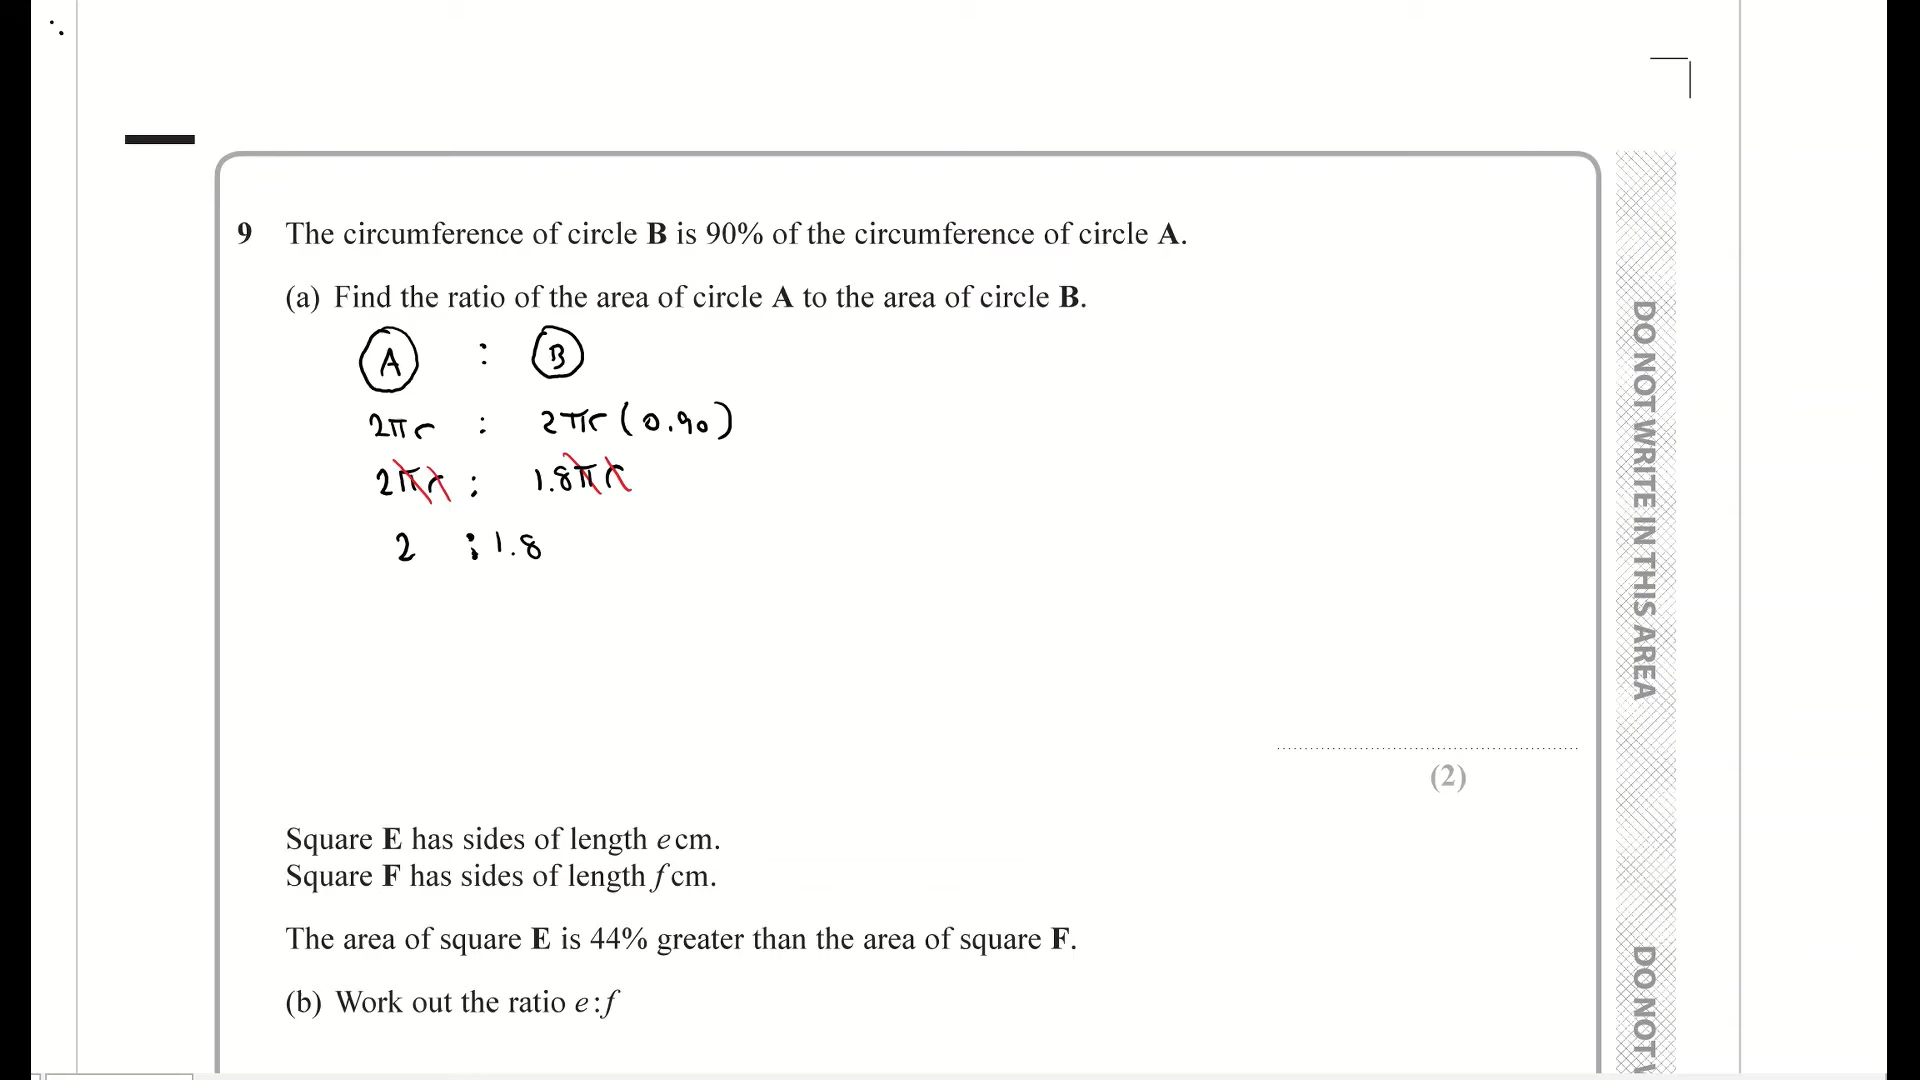 9 The circumference of circle B is 90% of the circumference of circle A.
(a) Find the ratio of the area of circle A to the area of circle B.
A : B
2πr : 2πr (0.90)
2πr : 1.8πr
2 : 1.8
(2)
Square E has sides of length e cm.
Square F has sides of length f cm.
The area of square E is 44% greater than the area of square F.
(b) Work out the ratio e : f
DO NOT WRITE IN THIS AREA
DO NOT